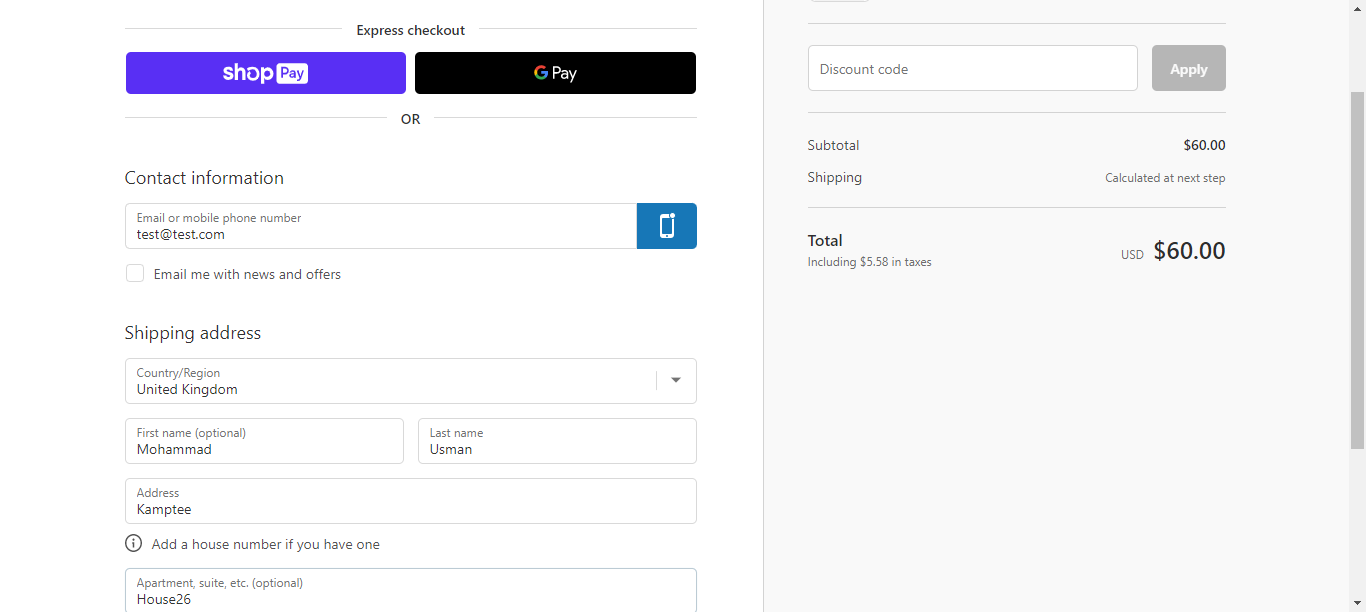 Express checkout
shop Pay
G Pay
OR
Contact information
Email or mobile phone number
test@test.com
Email me with news and offers
Shipping address
Country/Region
United Kingdom
First name (optional)
Mohammad
Last name
Usman
Address
Kamptee
Add a house number if you have one
Apartment, suite, etc. (optional)
House26
Discount code
Apply
Subtotal $60.00
Shipping Calculated at next step
Total
Including $5.58 in taxes
USD $60.00